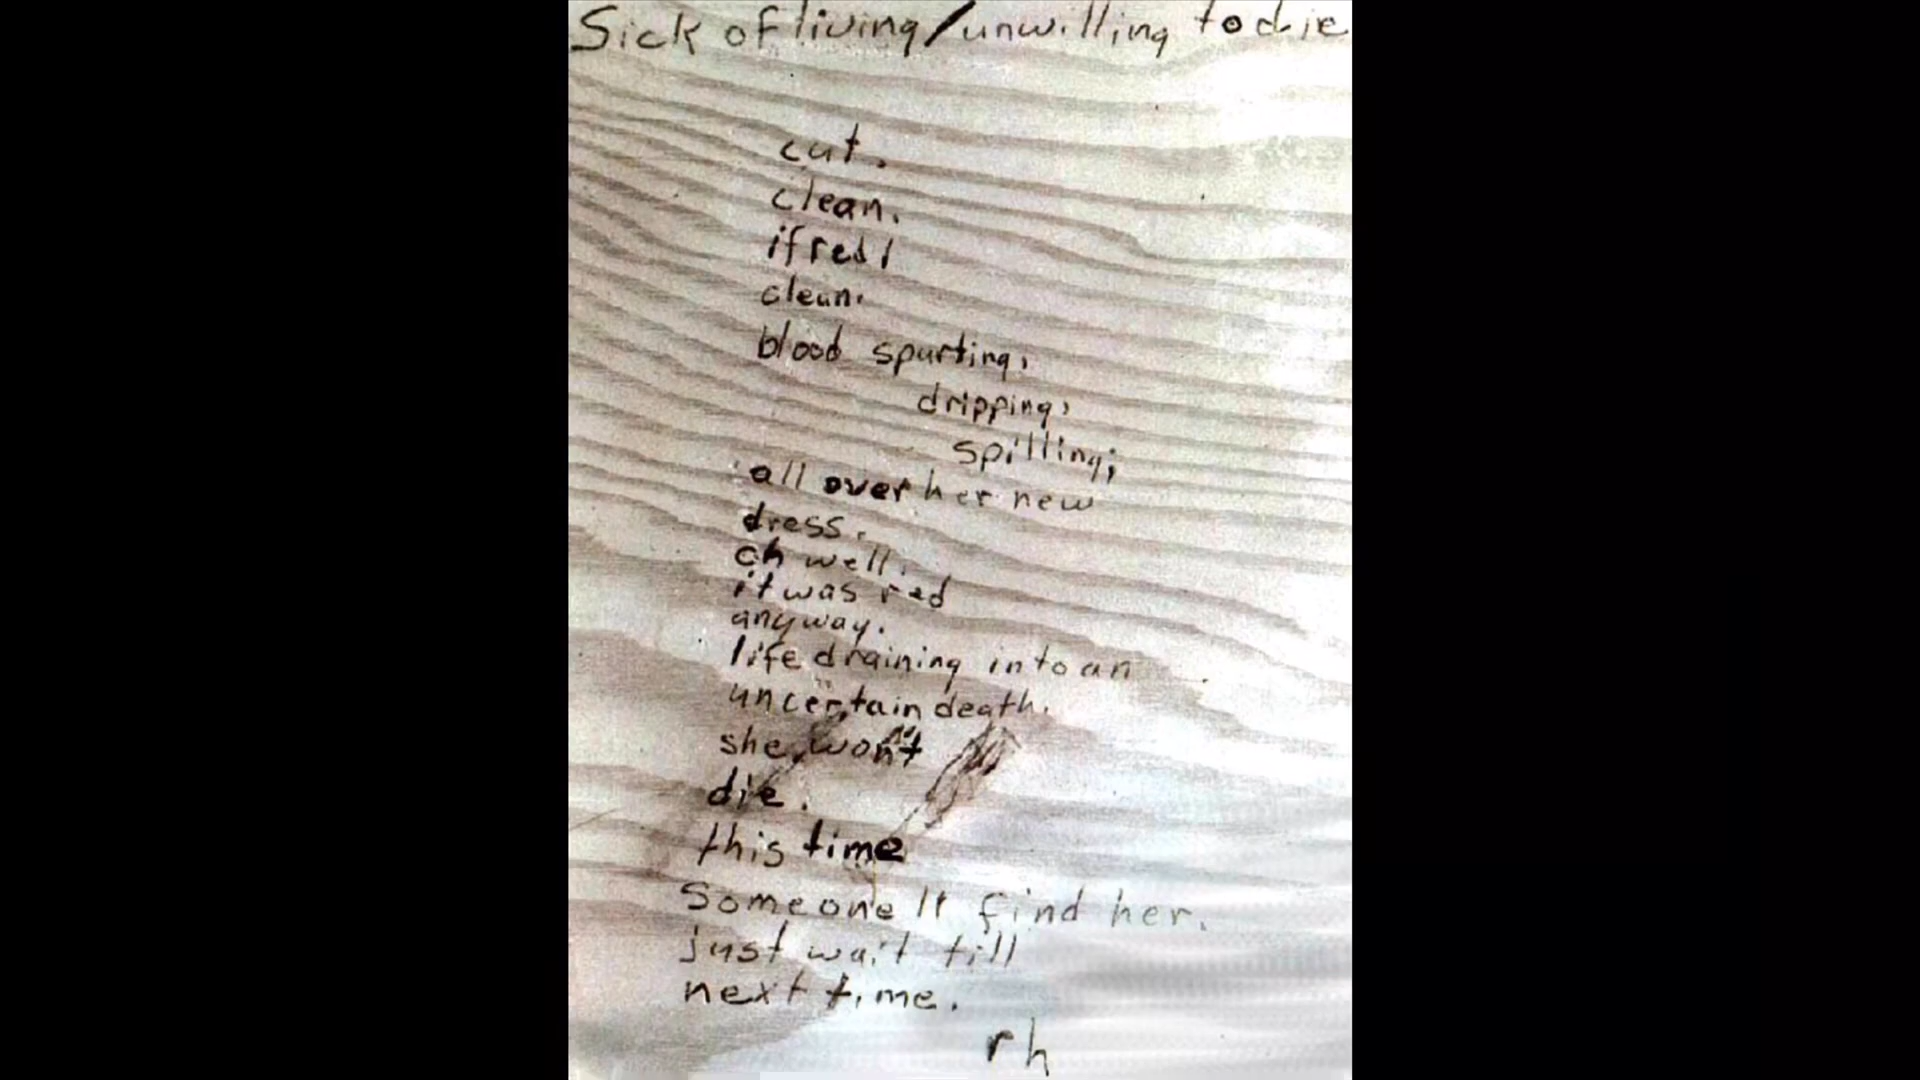 Sick of living/unwilling to die
cut.
clean.
if red /
clean.
blood spurting,
dripping,
spilling;
all over her new
dress.
oh well.
it was red
anyway.
life draining into an
uncertain death.
she wont
die.
this time
Someone ll find her.
just wait till
next time.
rh